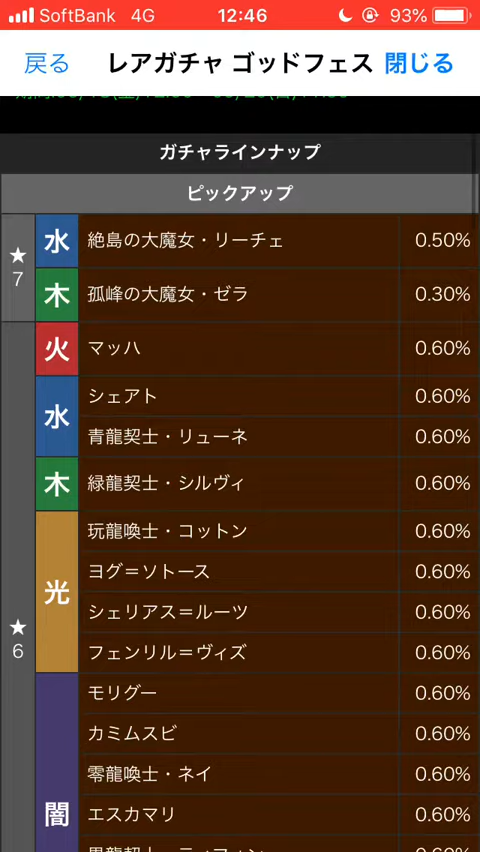 SoftBank 4G 12:46 93%
戻る レアガチャ ゴッドフェス 閉じる
ガチャラインナップ
ピックアップ
★7
水 絶島の大魔女・リーチェ 0.50%
木 孤峰の大魔女・ゼラ 0.30%
★6
火 マッハ 0.60%
水 シェアト 0.60%
青龍契士・リューネ 0.60%
木 緑龍契士・シルヴィ 0.60%
光 玩龍喚士・コットン 0.60%
ヨグ＝ソトース 0.60%
シェリアス＝ルーツ 0.60%
フェンリル＝ヴィズ 0.60%
闇 モリグー 0.60%
カミムスビ 0.60%
零龍喚士・ネイ 0.60%
エスカマリ 0.60%